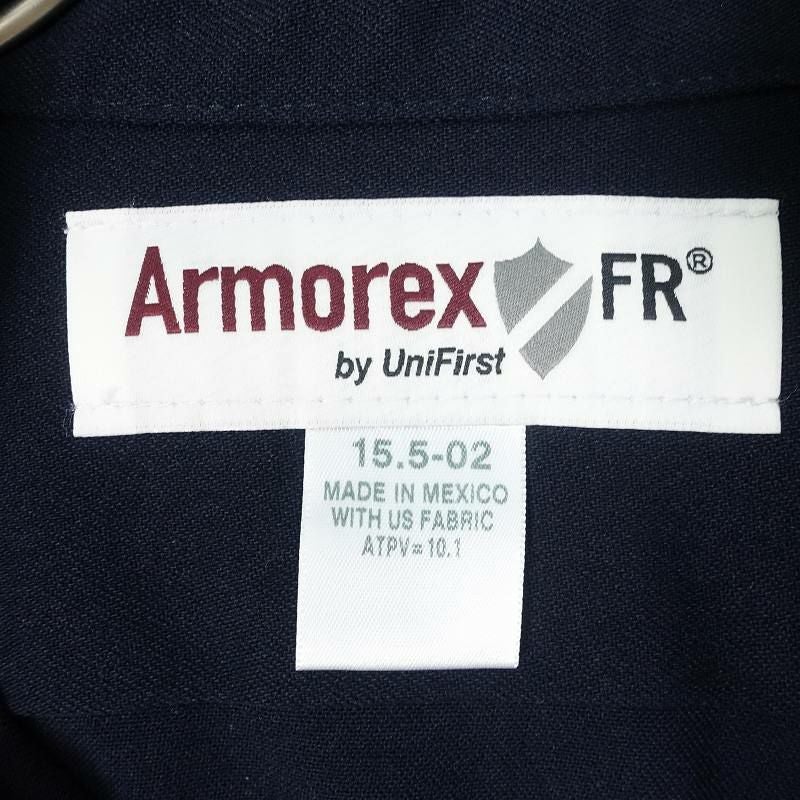 Armorex FR®
by UniFirst
15.5-02
MADE IN MEXICO
WITH US FABRIC
ATPV=10.1